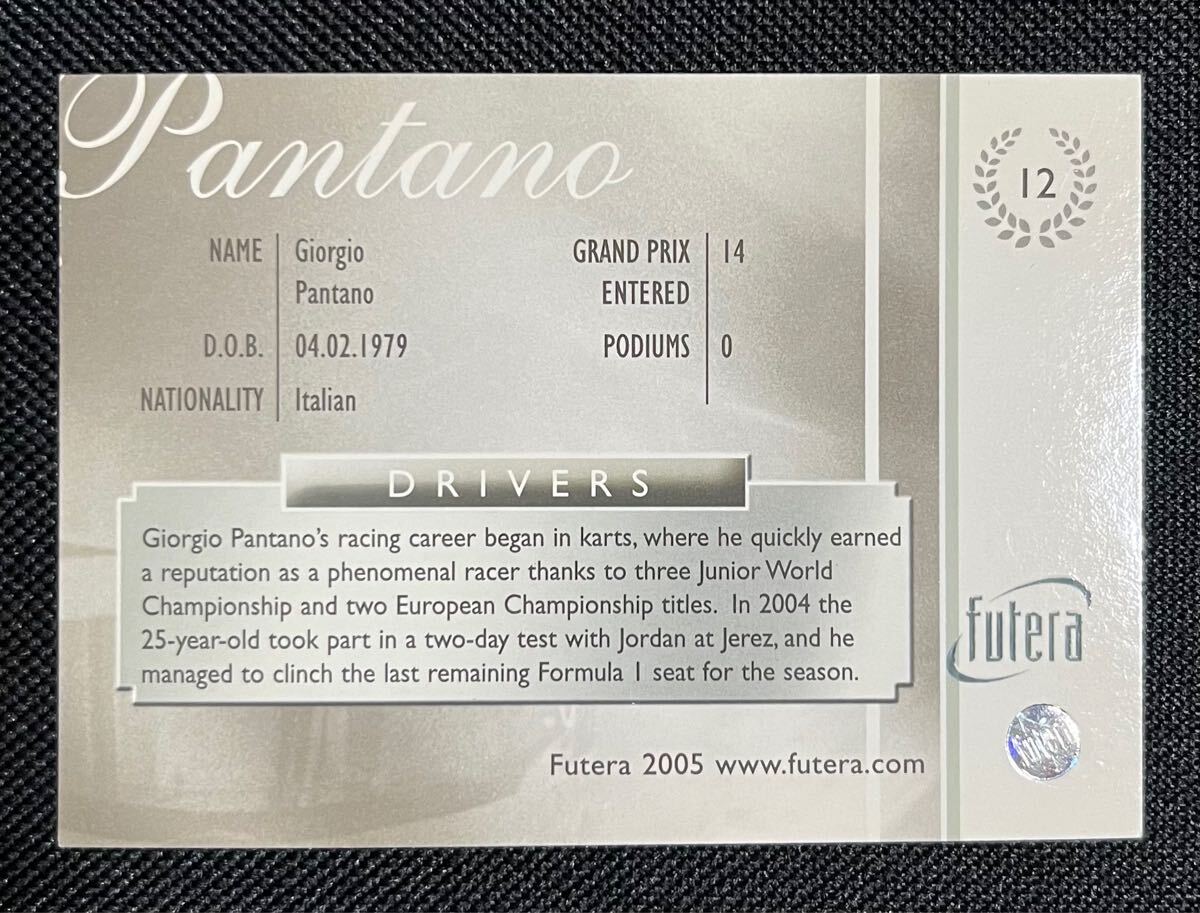 Pantano
12
NAME Giorgio
Pantano
D.O.B. 04.02.1979
NATIONALITY Italian
GRAND PRIX 14
ENTERED
PODIUMS 0
DRIVERS
Giorgio Pantano's racing career began in karts, where he quickly earned
a reputation as a phenomenal racer thanks to three Junior World
Championship and two European Championship titles. In 2004 the
25-year-old took part in a two-day test with Jordan at Jerez, and he
managed to clinch the last remaining Formula 1 seat for the season.
futera
Futera 2005 www.futera.com